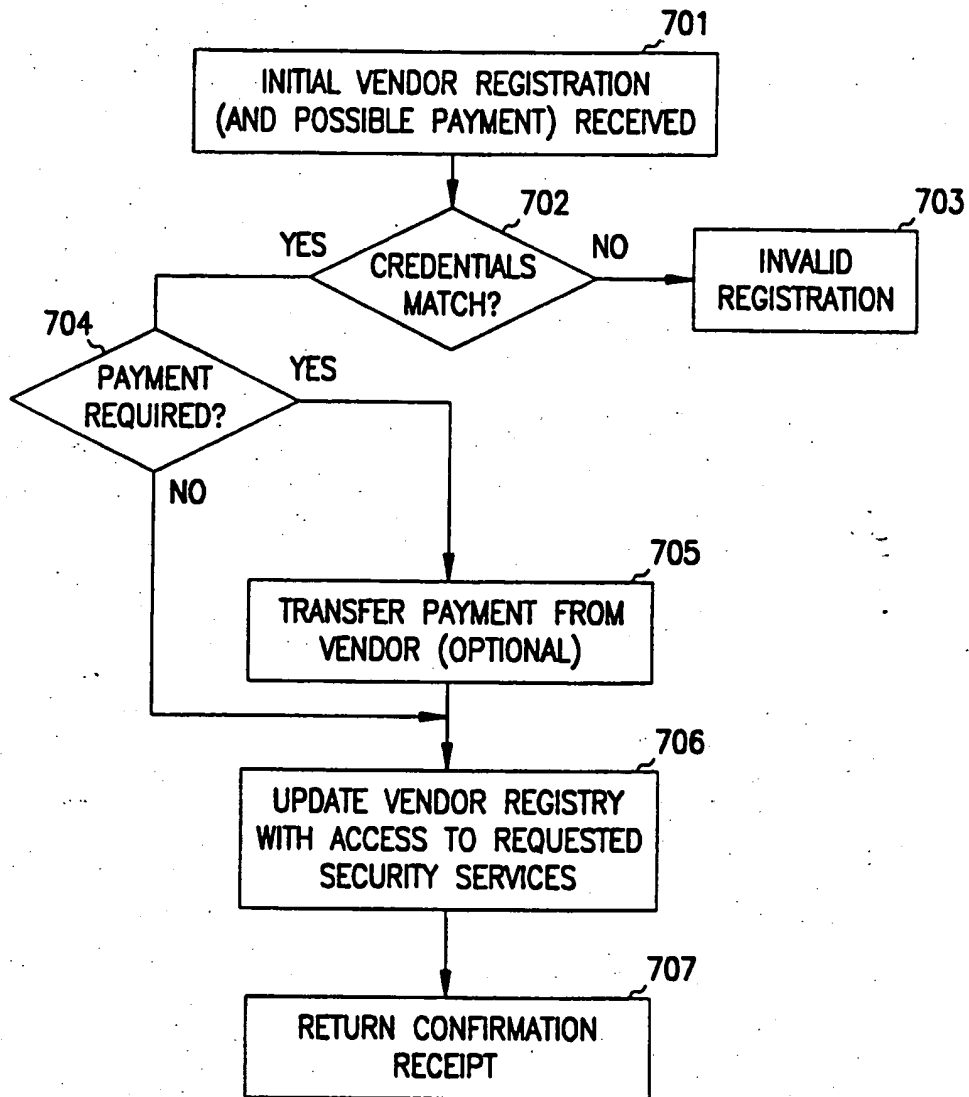 701
INITIAL VENDOR REGISTRATION
(AND POSSIBLE PAYMENT) RECEIVED
702
YES
CREDENTIALS
MATCH?
NO
703
INVALID
REGISTRATION
704
PAYMENT
REQUIRED?
YES
NO
705
TRANSFER PAYMENT FROM
VENDOR (OPTIONAL)
706
UPDATE VENDOR REGISTRY
WITH ACCESS TO REQUESTED
SECURITY SERVICES
707
RETURN CONFIRMATION
RECEIPT